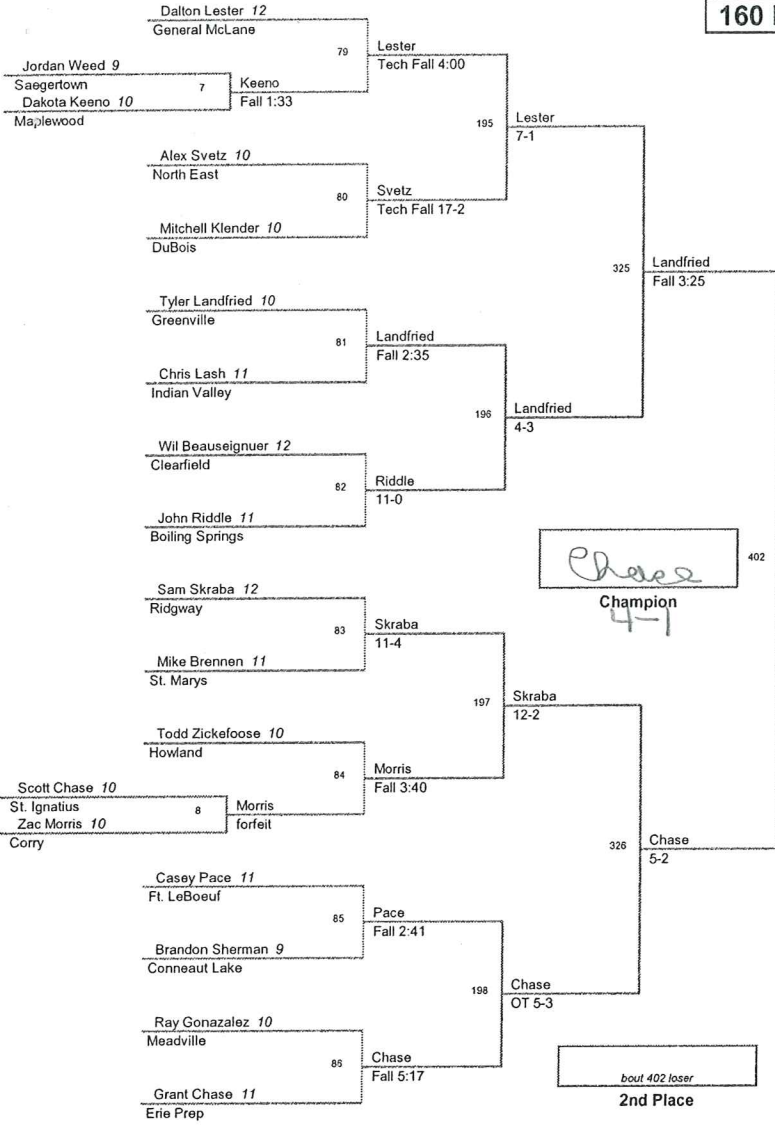 160
Dalton Lester 12
General McLane
79
Lester
Tech Fall 4:00
Jordan Weed 9
Saegertown
7
Keeno
Fall 1:33
Dakota Keeno 10
Maplewood
195
Lester
7-1
Alex Svetz 10
North East
80
Svetz
Tech Fall 17-2
Mitchell Klender 10
DuBois
325
Landfried
Fall 3:25
Tyler Landfried 10
Greenville
81
Landfried
Fall 2:35
Chris Lash 11
Indian Valley
196
Landfried
4-3
Wil Beauseignuer 12
Clearfield
82
Riddle
11-0
John Riddle 11
Boiling Springs
Chase
402
Champion
4-1
Sam Skraba 12
Ridgway
83
Skraba
11-4
Mike Brennen 11
St. Marys
197
Skraba
12-2
Todd Zickefoose 10
Howland
84
Morris
Fall 3:40
Scott Chase 10
St. Ignatius
8
Morris
forfeit
Zac Morris 10
Corry
326
Chase
5-2
Casey Pace 11
Ft. LeBoeuf
85
Pace
Fall 2:41
Brandon Sherman 9
Conneaut Lake
198
Chase
OT 5-3
Ray Gonazalez 10
Meadville
86
Chase
Fall 5:17
Grant Chase 11
Erie Prep
bout 402 loser
2nd Place